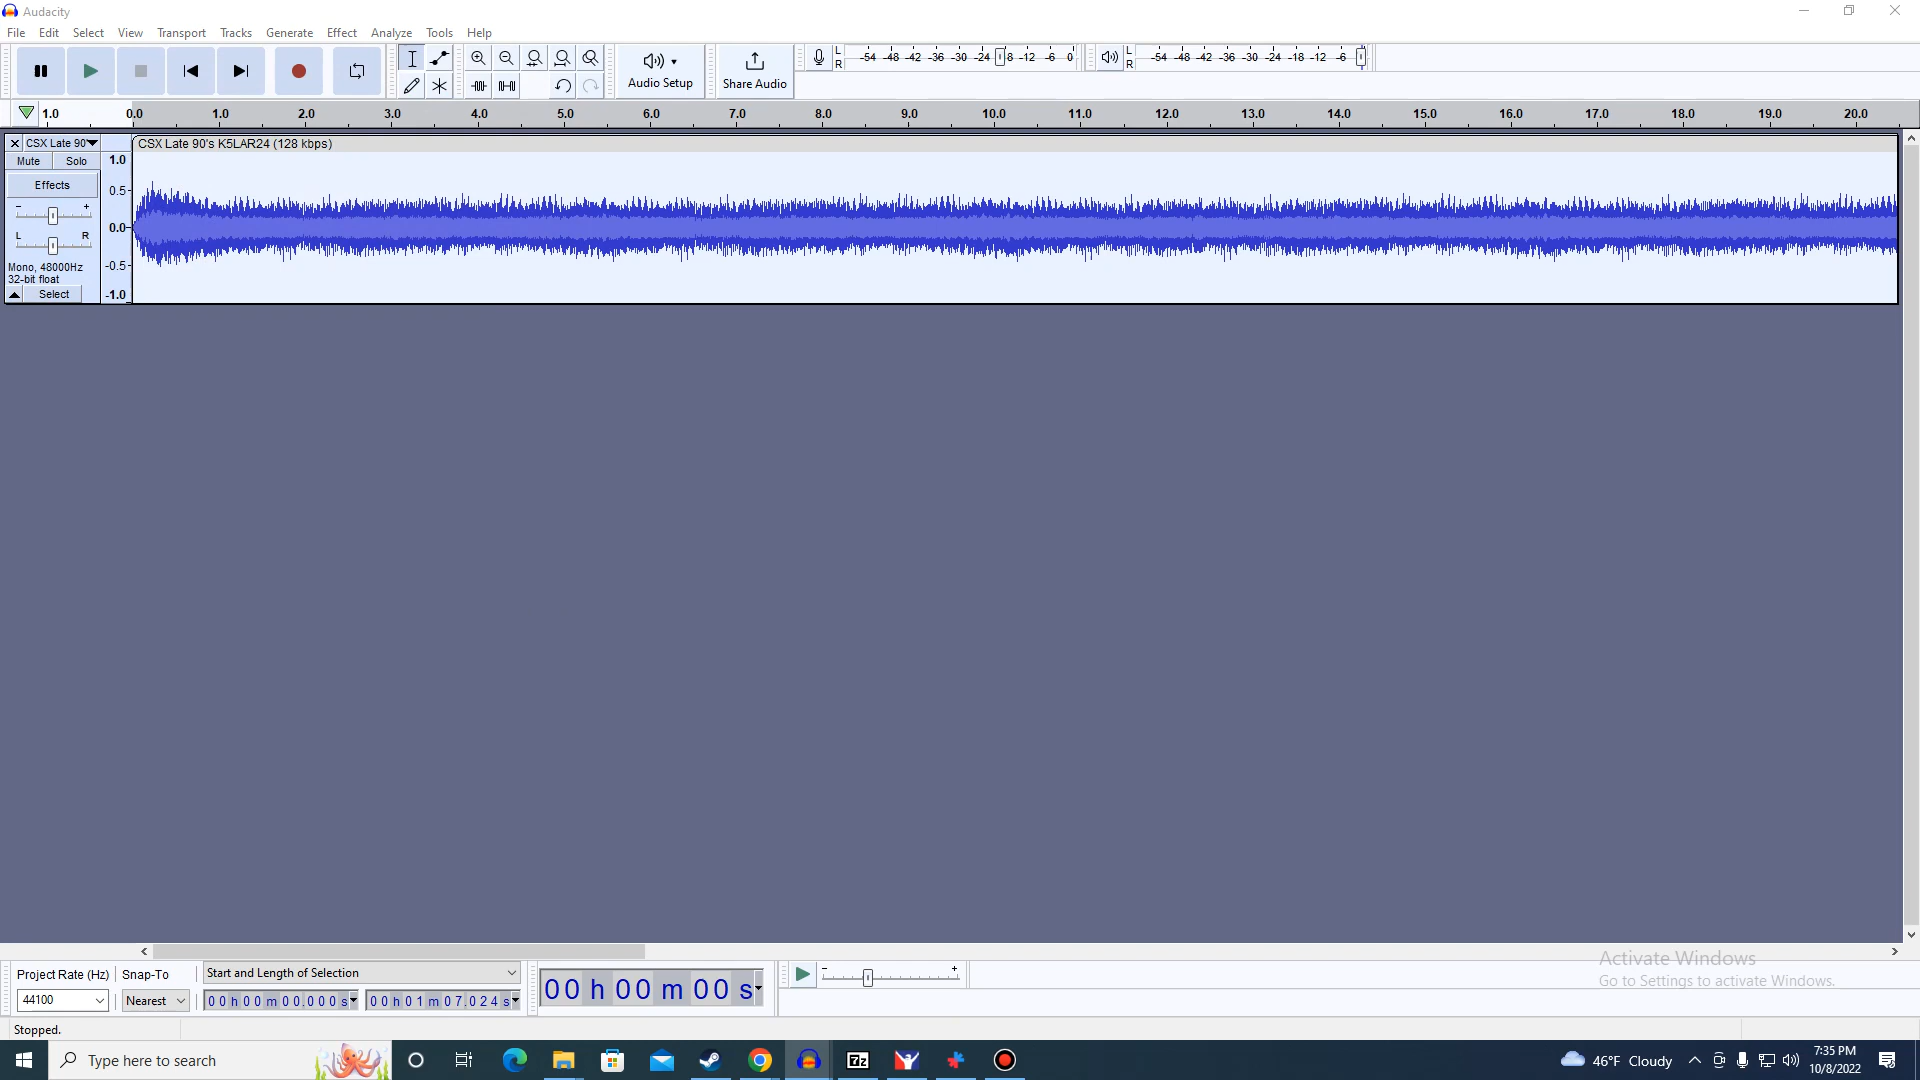 Audacity
File Edit Select View Transport Tracks Generate Effect Analyze Tools Help
Audio Setup
Share Audio
L
R
-54 -48 -42 -36 -30 -24 8 -12 -6 0
L
R
-54 -48 -42 -36 -30 -24 -18 -12 -6
1.0 0.0 1.0 2.0 3.0 4.0 5.0 6.0 7.0 8.0 9.0 10.0 11.0 12.0 13.0 14.0 15.0 16.0 17.0 18.0 19.0 20.0
CSX Late 90'
CSX Late 90's K5LAR24 (128 kbps)
Mute Solo
Effects
- +
L R
Mono, 48000Hz
32-bit float
Select
1.0
0.5
0.0
-0.5
-1.0
Project Rate (Hz)
44100
Snap-To
Nearest
Start and Length of Selection
00 h 00 m 00.000 s
00 h 01 m 07.024 s
00 h 00 m 00 s
- +
Activate Windows
Go to Settings to activate Windows.
Stopped.
Type here to search
7z
46°F Cloudy
7:35 PM
10/8/2022